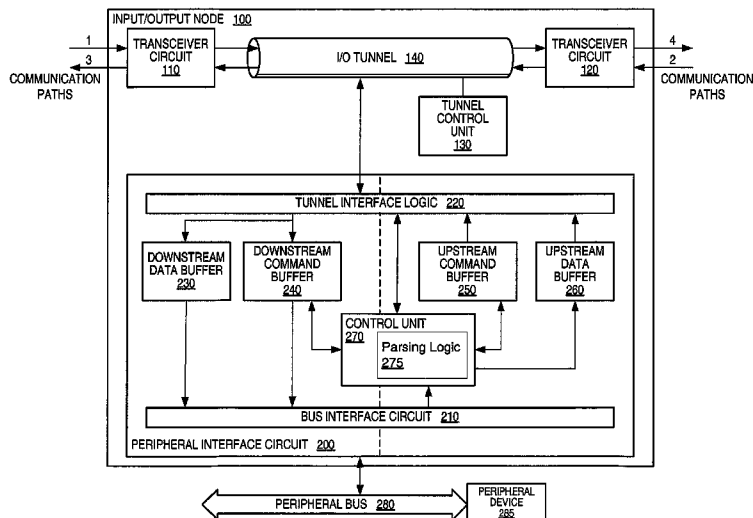 INPUT/OUTPUT NODE 100
1
3
COMMUNICATION
PATHS
TRANSCEIVER
CIRCUIT
110
I/O TUNNEL 140
TRANSCEIVER
CIRCUIT
120
4
2
COMMUNICATION
PATHS
TUNNEL
CONTROL
UNIT
130
TUNNEL INTERFACE LOGIC 220
DOWNSTREAM
DATA BUFFER
230
DOWNSTREAM
COMMAND
BUFFER
240
UPSTREAM
COMMAND
BUFFER
250
UPSTREAM
DATA
BUFFER
260
CONTROL UNIT
270
Parsing Logic
275
BUS INTERFACE CIRCUIT 210
PERIPHERAL INTERFACE CIRCUIT 200
PERIPHERAL BUS 280
PERIPHERAL
DEVICE
285